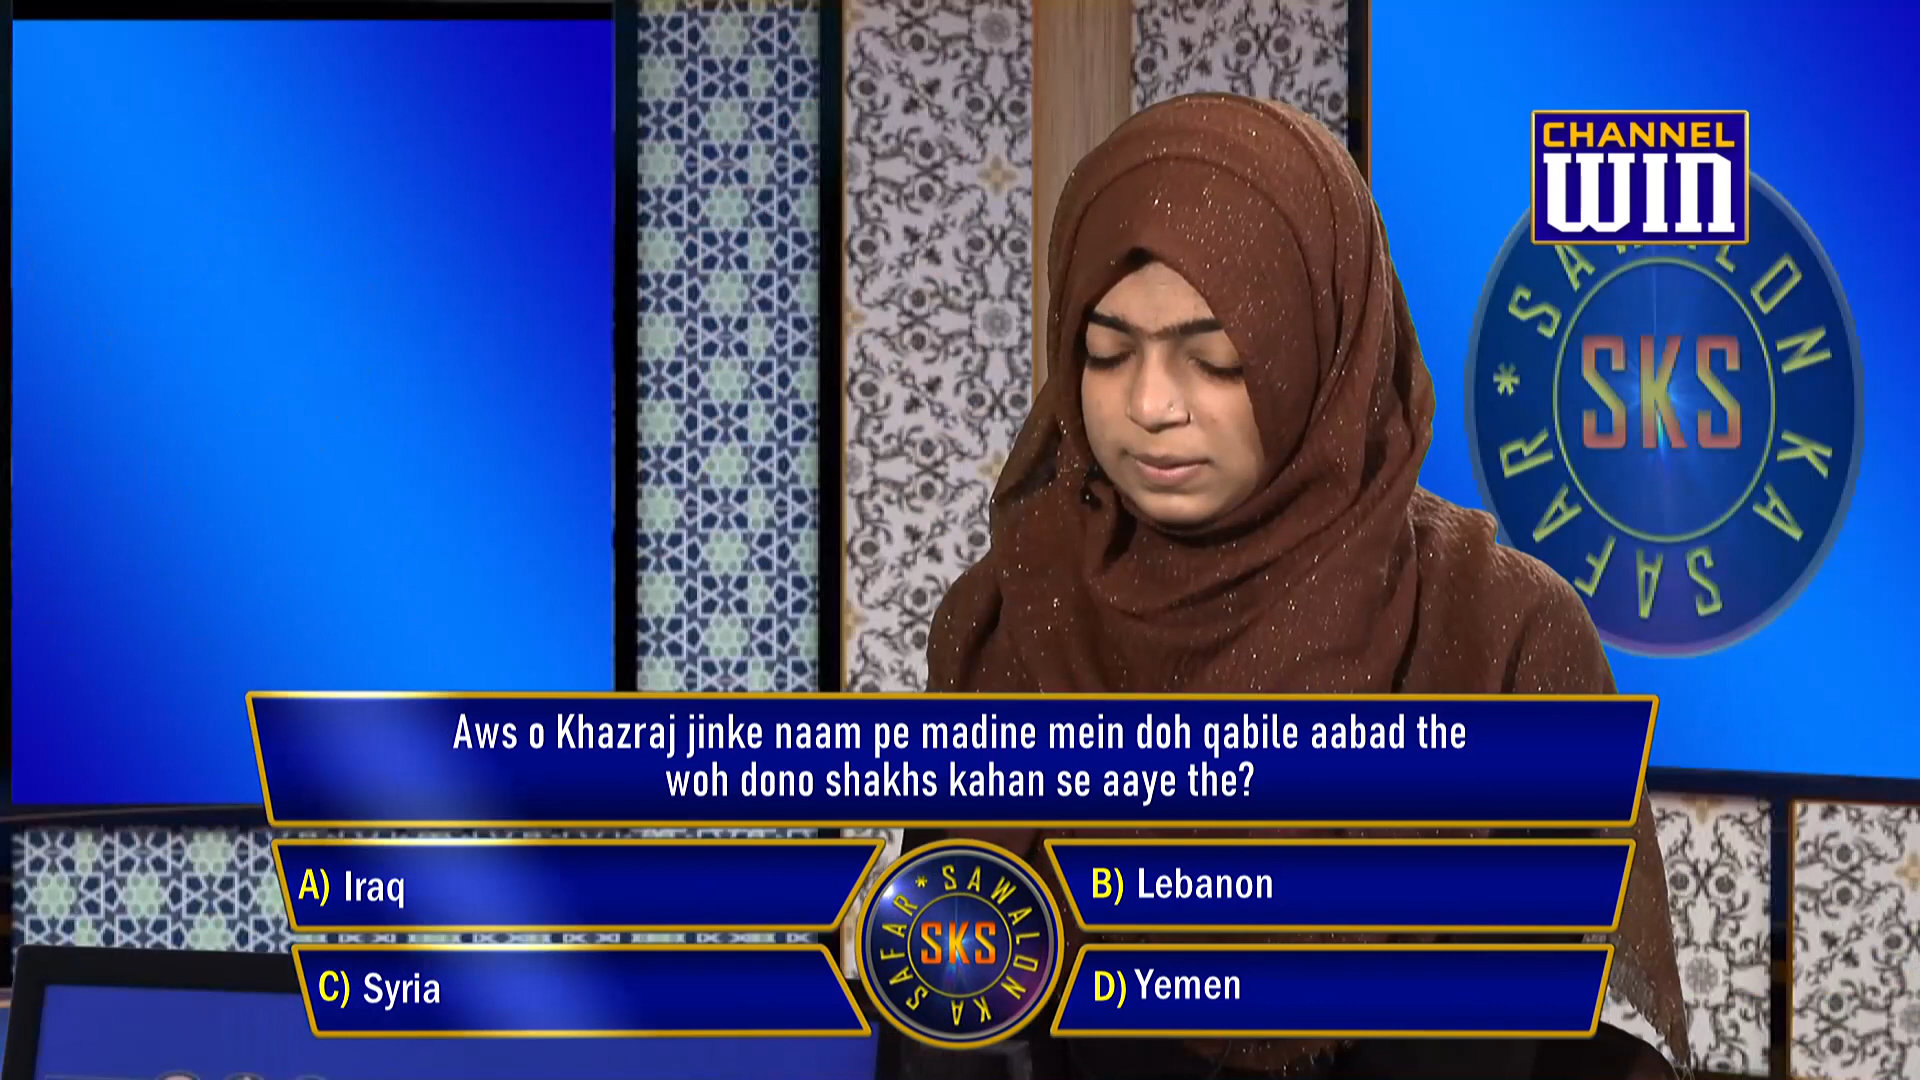 CHANNEL
WIN
* SAWALON KA SAFAR
SKS
Aws o Khazraj jinke naam pe madine mein doh qabile aabad the
woh dono shakhs kahan se aaye the?
A) Iraq
B) Lebanon
* SAWALON KA SAFAR
SKS
C) Syria
D) Yemen